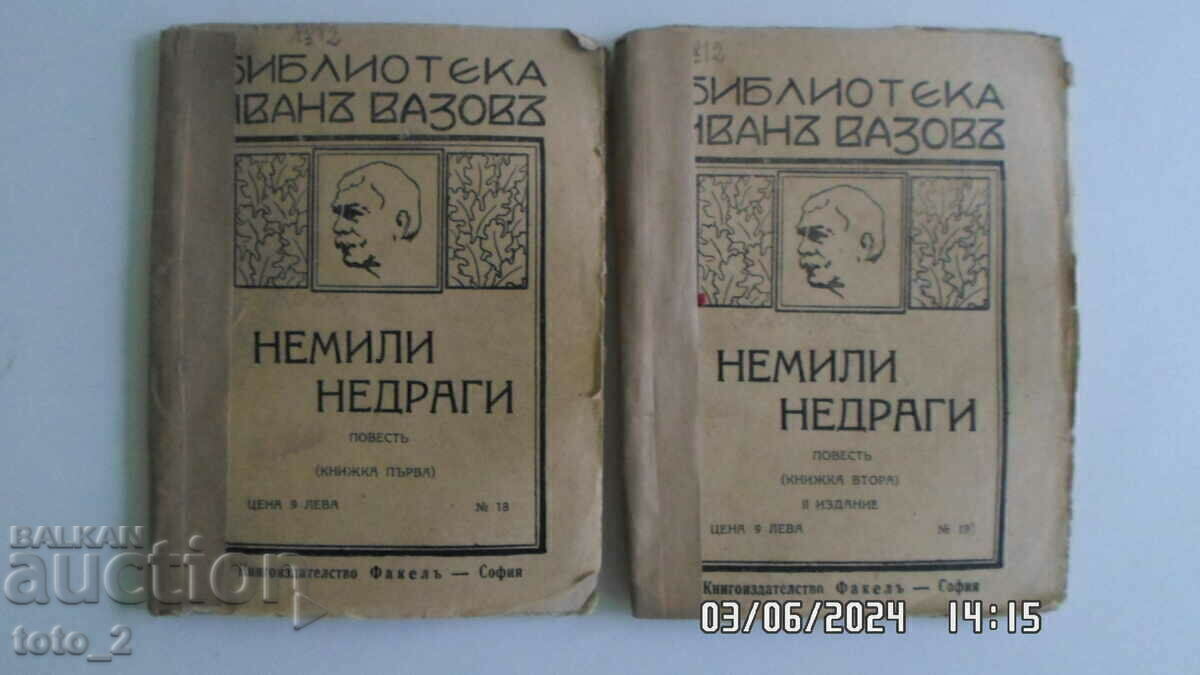 БИБЛИОТЕКА
ИВАНЪ ВАЗОВЪ
НЕМИЛИ
НЕДРАГИ
ПОВЕСТЬ
(КНИЖКА ПЪРВА)
ЦЕНА 9 ЛЕВА № 18
Книгоиздателство Факелъ — София
БИБЛИОТЕКА
ИВАНЪ ВАЗОВЪ
НЕМИЛИ
НЕДРАГИ
ПОВЕСТЬ
(КНИЖКА ВТОРА)
II ИЗДАНИЕ
ЦЕНА 9 ЛЕВА № 19
Книгоиздателство Факелъ — София
BALKAN
auction
toto_2
03/06/2024 14:15